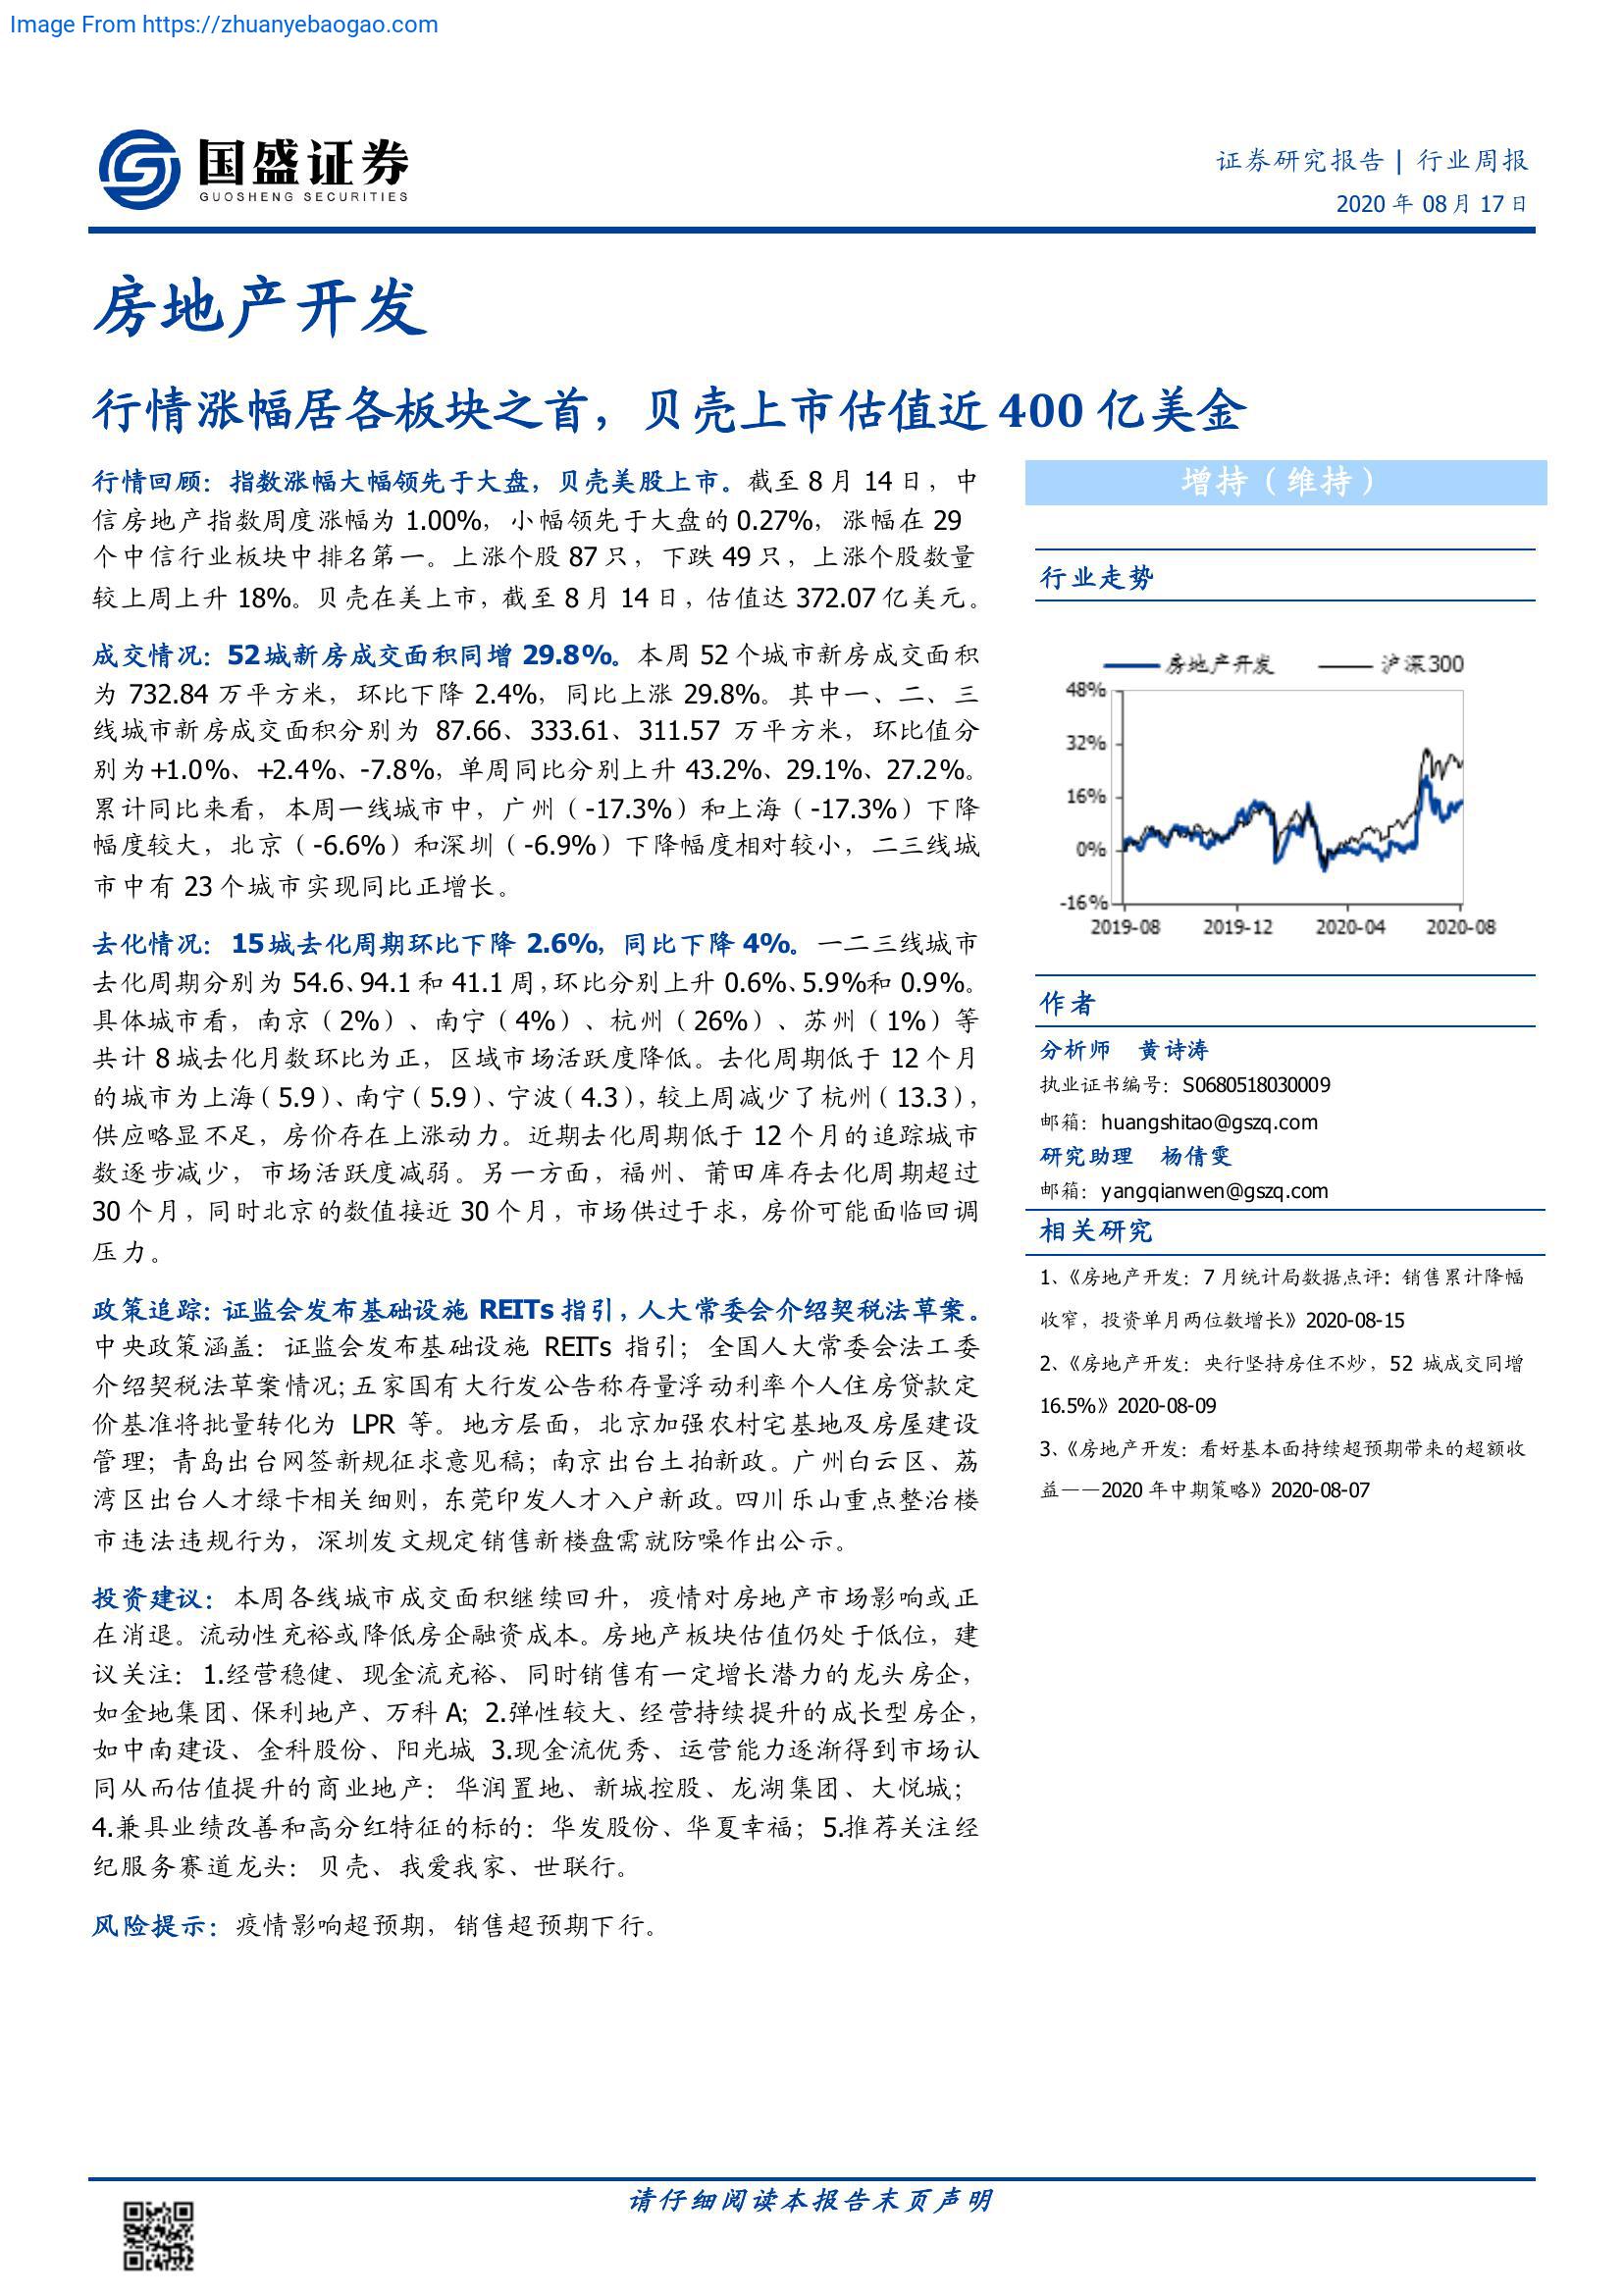 Image From https://zhuanyebaogao.com
国盛证券
GUOSHENG SECURITIES
证券研究报告 | 行业周报
2020 年 08 月 17 日
房地产开发
行情涨幅居各板块之首，贝壳上市估值近 400 亿美金
行情回顾：指数涨幅大幅领先于大盘，贝壳美股上市。截至 8 月 14 日，中
信房地产指数周度涨幅为 1.00%，小幅领先于大盘的 0.27%，涨幅在 29
个中信行业板块中排名第一。上涨个股 87 只，下跌 49 只，上涨个股数量
较上周上升 18%。贝壳在美上市，截至 8 月 14 日，估值达 372.07 亿美元。
成交情况：52 城新房成交面积同增 29.8%。本周 52 个城市新房成交面积
为 732.84 万平方米，环比下降 2.4%，同比上涨 29.8%。其中一、二、三
线城市新房成交面积分别为 87.66、333.61、311.57 万平方米，环比值分
别为+1.0%、+2.4%、-7.8%，单周同比分别上升 43.2%、29.1%、27.2%。
累计同比来看，本周一线城市中，广州（-17.3%）和上海（-17.3%）下降
幅度较大，北京（-6.6%）和深圳（-6.9%）下降幅度相对较小，二三线城
市中有 23 个城市实现同比正增长。
去化情况：15 城去化周期环比下降 2.6%，同比下降 4%。一二三线城市
去化周期分别为 54.6、94.1 和 41.1 周，环比分别上升 0.6%、5.9%和 0.9%。
具体城市看，南京（2%）、南宁（4%）、杭州（26%）、苏州（1%）等
共计 8 城去化月数环比为正，区域市场活跃度降低。去化周期低于 12 个月
的城市为上海（5.9）、南宁（5.9）、宁波（4.3），较上周减少了杭州（13.3），
供应略显不足，房价存在上涨动力。近期去化周期低于 12 个月的追踪城市
数逐步减少，市场活跃度减弱。另一方面，福州、莆田库存去化周期超过
30 个月，同时北京的数值接近 30 个月，市场供过于求，房价可能面临回调
压力。
政策追踪：证监会发布基础设施 REITs 指引，人大常委会介绍契税法草案。
中央政策涵盖：证监会发布基础设施 REITs 指引；全国人大常委会法工委
介绍契税法草案情况；五家国有大行发公告称存量浮动利率个人住房贷款定
价基准将批量转化为 LPR 等。地方层面，北京加强农村宅基地及房屋建设
管理；青岛出台网签新规征求意见稿；南京出台土拍新政。广州白云区、荔
湾区出台人才绿卡相关细则，东莞印发人才入户新政。四川乐山重点整治楼
市违法违规行为，深圳发文规定销售新楼盘需就防噪作出公示。
投资建议：本周各线城市成交面积继续回升，疫情对房地产市场影响或正
在消退。流动性充裕或降低房企融资成本。房地产板块估值仍处于低位，建
议关注：1.经营稳健、现金流充裕、同时销售有一定增长潜力的龙头房企，
如金地集团、保利地产、万科 A；2.弹性较大、经营持续提升的成长型房企，
如中南建设、金科股份、阳光城 3.现金流优秀、运营能力逐渐得到市场认
同从而估值提升的商业地产：华润置地、新城控股、龙湖集团、大悦城；
4.兼具业绩改善和高分红特征的标的：华发股份、华夏幸福；5.推荐关注经
纪服务赛道龙头：贝壳、我爱我家、世联行。
风险提示：疫情影响超预期，销售超预期下行。
增持（维持）
行业走势
房地产开发 沪深300
48%
32%
16%
0%
-16%
2019-08 2019-12 2020-04 2020-08
作者
分析师 黄诗涛
执业证书编号：S0680518030009
邮箱：huangshitao@gszq.com
研究助理 杨倩雯
邮箱：yangqianwen@gszq.com
相关研究
1、《房地产开发：7 月统计局数据点评：销售累计降幅
收窄，投资单月两位数增长》2020-08-15
2、《房地产开发：央行坚持房住不炒，52 城成交同增
16.5%》2020-08-09
3、《房地产开发：看好基本面持续超预期带来的超额收
益——2020 年中期策略》2020-08-07
请仔细阅读本报告末页声明